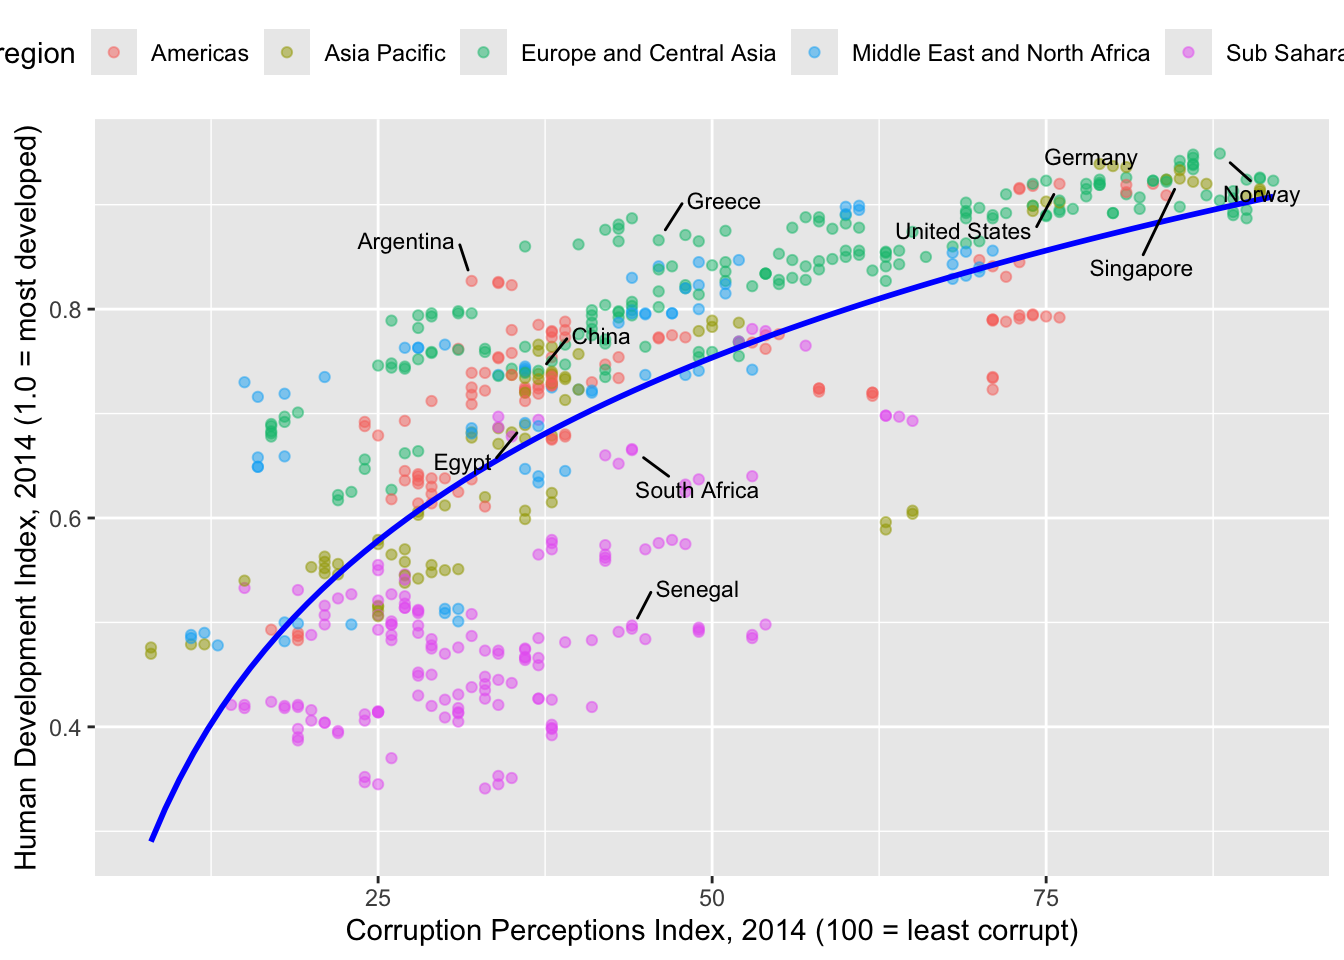 region Americas Asia Pacific Europe and Central Asia Middle East and North Africa Sub Sahara
Human Development Index, 2014 (1.0 = most developed)
0.8
0.6
0.4
Germany
Norway
Greece
United States
Argentina
Singapore
China
Egypt
South Africa
Senegal
25 50 75
Corruption Perceptions Index, 2014 (100 = least corrupt)